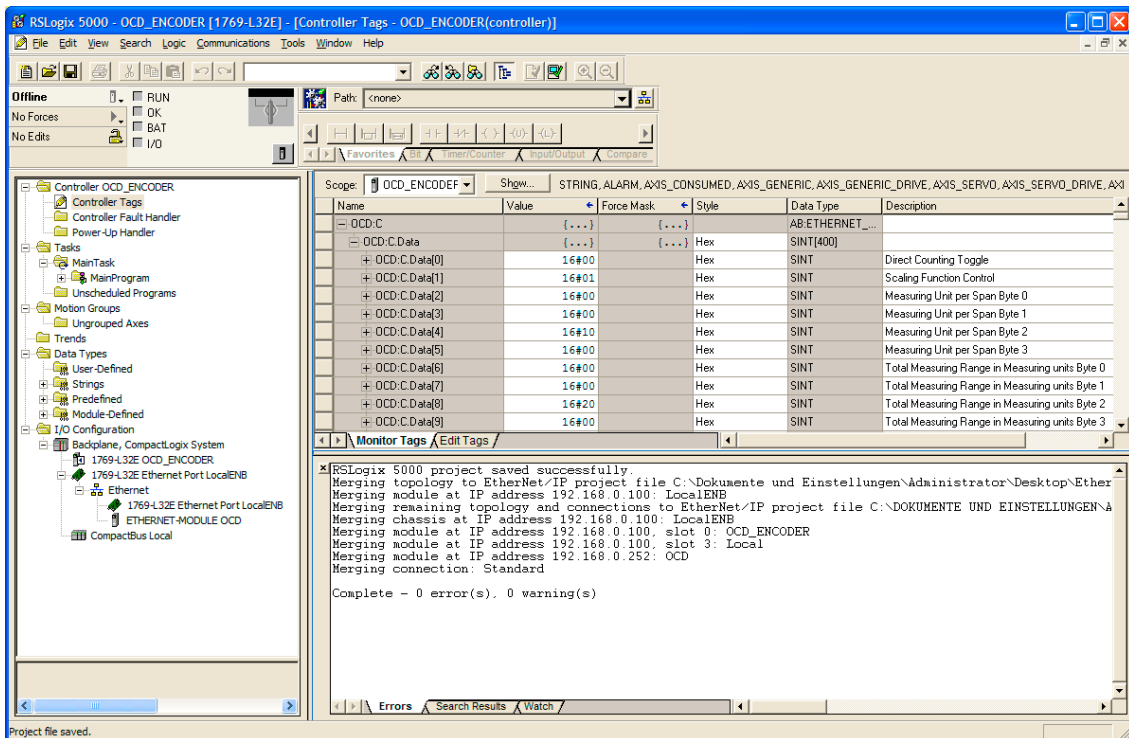 RSLogix 5000 - OCD_ENCODER [1769-L32E] - [Controller Tags - OCD_ENCODER(controller)]
File Edit View Search Logic Communications Tools Window Help
Offline
RUN
No Forces
OK
No Edits
BAT
I/O
Path: <none>
Favorites Bit Timer/Counter Input/Output Compare
Controller OCD_ENCODER
Controller Tags
Controller Fault Handler
Power-Up Handler
Tasks
MainTask
MainProgram
Unscheduled Programs
Motion Groups
Ungrouped Axes
Trends
Data Types
User-Defined
Strings
Predefined
Module-Defined
I/O Configuration
Backplane, CompactLogix System
1769-L32E OCD_ENCODER
1769-L32E Ethernet Port LocalENB
Ethernet
1769-L32E Ethernet Port LocalENB
ETHERNET-MODULE OCD
CompactBus Local
Scope: OCD_ENCODEF Show... STRING, ALARM, AXIS_CONSUMED, AXIS_GENERIC, AXIS_GENERIC_DRIVE, AXIS_SERVO, AXIS_SERVO_DRIVE, AXI
Name Value Force Mask Style Data Type Description
OCD:C {...} {...} AB:ETHERNET_...
OCD:C.Data {...} {...} Hex SINT[400]
OCD:C.Data[0] 16#00 Hex SINT Direct Counting Toggle
OCD:C.Data[1] 16#01 Hex SINT Scaling Function Control
OCD:C.Data[2] 16#00 Hex SINT Measuring Unit per Span Byte 0
OCD:C.Data[3] 16#00 Hex SINT Measuring Unit per Span Byte 1
OCD:C.Data[4] 16#10 Hex SINT Measuring Unit per Span Byte 2
OCD:C.Data[5] 16#00 Hex SINT Measuring Unit per Span Byte 3
OCD:C.Data[6] 16#00 Hex SINT Total Measuring Range in Measuring units Byte 0
OCD:C.Data[7] 16#00 Hex SINT Total Measuring Range in Measuring units Byte 1
OCD:C.Data[8] 16#20 Hex SINT Total Measuring Range in Measuring units Byte 2
OCD:C.Data[9] 16#00 Hex SINT Total Measuring Range in Measuring units Byte 3
Monitor Tags Edit Tags
RSLogix 5000 project saved successfully.
Merging topology to EtherNet/IP project file C:\Dokumente und Einstellungen\Administrator\Desktop\Ether
Merging module at IP address 192.168.0.100: LocalENB
Merging remaining topology and connections to EtherNet/IP project file C:\DOKUMENTE UND EINSTELLUNGEN\A
Merging chassis at IP address 192.168.0.100: LocalENB
Merging module at IP address 192.168.0.100, slot 0: OCD_ENCODER
Merging module at IP address 192.168.0.100, slot 3: Local
Merging module at IP address 192.168.0.252: OCD
Merging connection: Standard
Complete - 0 error(s), 0 warning(s)
Errors Search Results Watch
Project file saved.